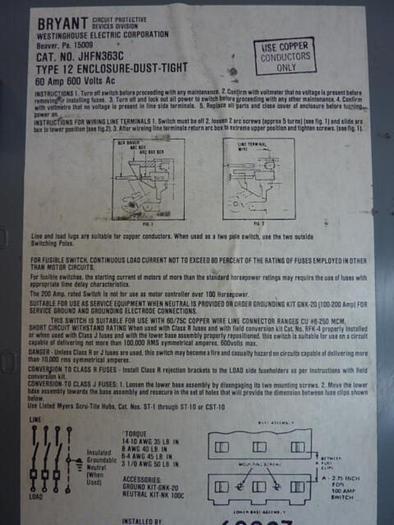 BRYANT CIRCUIT PROTECTIVE
DEVICES DIVISION
WESTINGHOUSE ELECTRIC CORPORATION
Beaver, Pa. 15009
CAT. NO. JHFN363C
TYPE 12 ENCLOSURE-DUST-TIGHT
60 Amp 600 Volts Ac
USE COPPER
CONDUCTORS
ONLY
INSTRUCTIONS 1. Turn off switch before proceeding with any maintenance. 2. Confirm with voltmeter that no voltage is present before
removing or installing fuses. 3. Turn off and lock out all power to switch before proceeding with any other maintenance. 4. Confirm
with voltmeter that no voltage is present in line side terminals. 5. Replace all parts and close cover of enclosure before turning
power on.
INSTRUCTIONS FOR WIRING LINE TERMINALS 1. Switch must be off 2. loosen 2 arc screws (approx 5 turns) (see fig. 1) and slide arc
box to lower position (see fig. 2). 3. After wireing line terminals return arc box to extreme upper position and tighten screws (see fig. 1).
ARC BOX
LINE TERMINAL
WIRE
FIG. 1
FIG. 2
Line and load lugs are suitable for copper conductors. When used as a two pole switch, use the two outside
Switching Poles.
FOR FUSIBLE SWITCH, CONTINUOUS LOAD CURRENT NOT TO EXCEED 80 PERCENT OF THE RATING OF FUSES EMPLOYED IN OTHER
THAN MOTOR CIRCUITS.
For fusible switches, the starting current of motors of more than the standard horsepower ratings may require the use of fuses with
appropriate time delay characteristics.
The 200 Amp. rated Switch is not for use as motor controller over 100 Horsepower.
SUITABLE FOR USE AS SERVICE EQUIPMENT WHEN NEUTRAL IS PROVIDED OR ORDER GROUNDING KIT GNK-20 (100-200 Amp) FOR
SERVICE GROUND AND GROUNDING ELECTRODE CONNECTIONS.
THIS SWITCH IS SUITABLE FOR USE WITH 60/75C COPPER WIRE LINE CONNECTOR RANGES CU #6-250 MCM.
SHORT CIRCUIT WITHSTAND RATING When used with Class R fuses and with field conversion kit Cat. No. RFK-4 properly installed
or when used with Class J fuses and with the lower base assembly properly repositioned, this switch is suitable for use on a circuit
capable of delivering not more than 100,000 RMS symmetrical amperes, 600volts max.
DANGER - Unless Class R or J fuses are used, this switch may become a fire and casualty hazard on circuits capable of delivering more
than 10,000 rms symmetrical amperes.
CONVERSION TO CLASS R FUSES - Install Class R rejection brackets to the LOAD side fuseholders as per instructions with field
conversion kit.
CONVERSION TO CLASS J FUSES: 1. Loosen the lower base assembly by disengaging its two mounting screws. 2. Move the lower
base assembly towards the base assembly and resecure in the set of holes that will provide the dimension between fuse clips shown
below.
Use Listed Myers Scru-Tite Hubs, Cat. Nos. ST-1 through ST-10 or CST-10
LINE
LOAD
Insulated
Groundable
Neutral
(When
Used)
TORQUE
14-10 AWG 35 LB. IN
8 AWG 40 LB. IN
6-4 AWG 45 LB. IN
3-1/0 AWG 50 LB. IN
ACCESSORIES:
GROUND KIT-GNK-20
NEUTRAL KIT-NK 100C
BASE ASSEMBLY
MOUNTING SCREWS
LOWER BASE ASSEMBLY
BETWEEN
FUSE
CLIPS
A - 2.75 INCH
FOR
100 AMP
SWITCH
INSTALLED BY